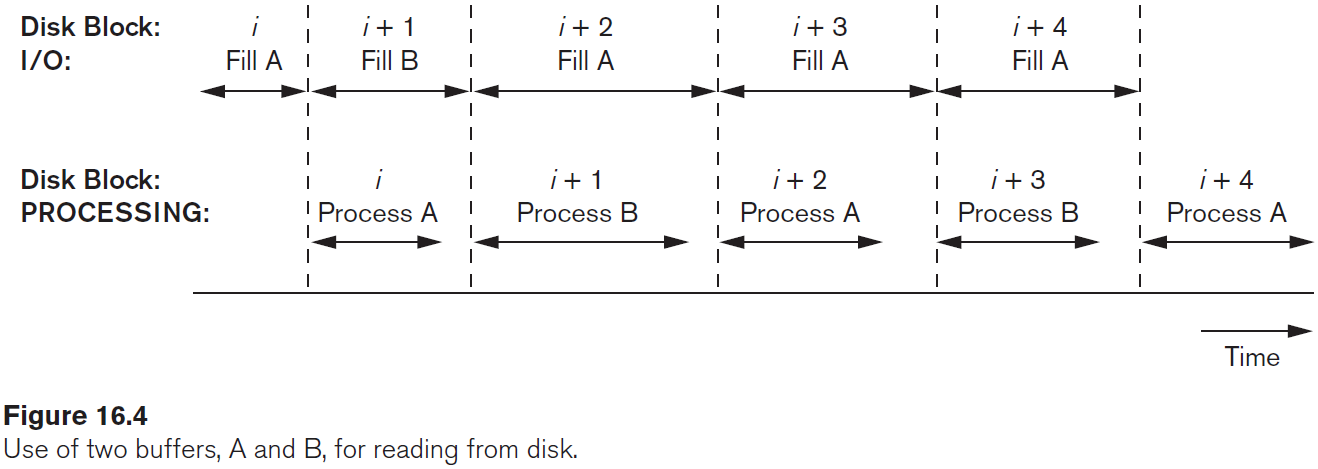 Disk Block: i i + 1 i + 2 i + 3 i + 4
I/O: Fill A Fill B Fill A Fill A Fill A
Disk Block: i i + 1 i + 2 i + 3 i + 4
PROCESSING: Process A Process B Process A Process B Process A
Time
Figure 16.4
Use of two buffers, A and B, for reading from disk.